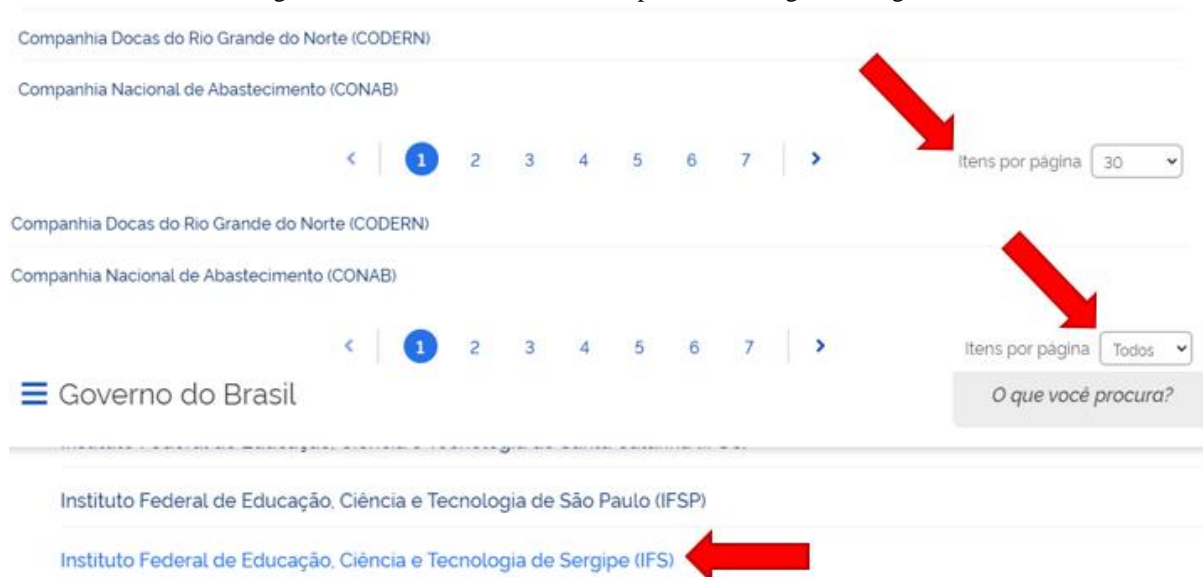 Companhia Docas do Rio Grande do Norte (CODERN)
Companhia Nacional de Abastecimento (CONAB)
< 1 2 3 4 5 6 7 > Itens por página 30
Companhia Docas do Rio Grande do Norte (CODERN)
Companhia Nacional de Abastecimento (CONAB)
< 1 2 3 4 5 6 7 > Itens por página Todos
Governo do Brasil O que você procura?
Instituto Federal de Educação, Ciência e Tecnologia de São Paulo (IFSP)
Instituto Federal de Educação, Ciência e Tecnologia de Sergipe (IFS)